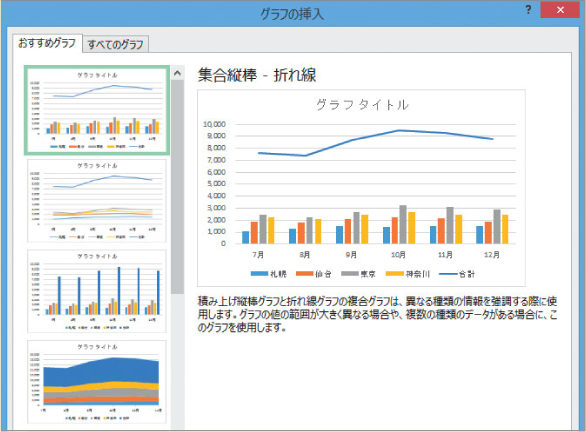 グラフの挿入
?
×
おすすめグラフ
すべてのグラフ
グラフタイトル
グラフタイトル
グラフタイトル
グラフタイトル
集合縦棒 - 折れ線
グラフタイトル
10,000
9,000
8,000
7,000
6,000
5,000
4,000
3,000
2,000
1,000
0
7月 8月 9月 10月 11月 12月
札幌 仙台 東京 神奈川 合計
積み上げ縦棒グラフと折れ線グラフの複合グラフは、異なる種類の情報を強調する際に使
用します。グラフの値の範囲が大きく異なる場合や、複数の種類のデータがある場合に、こ
のグラフを使用します。